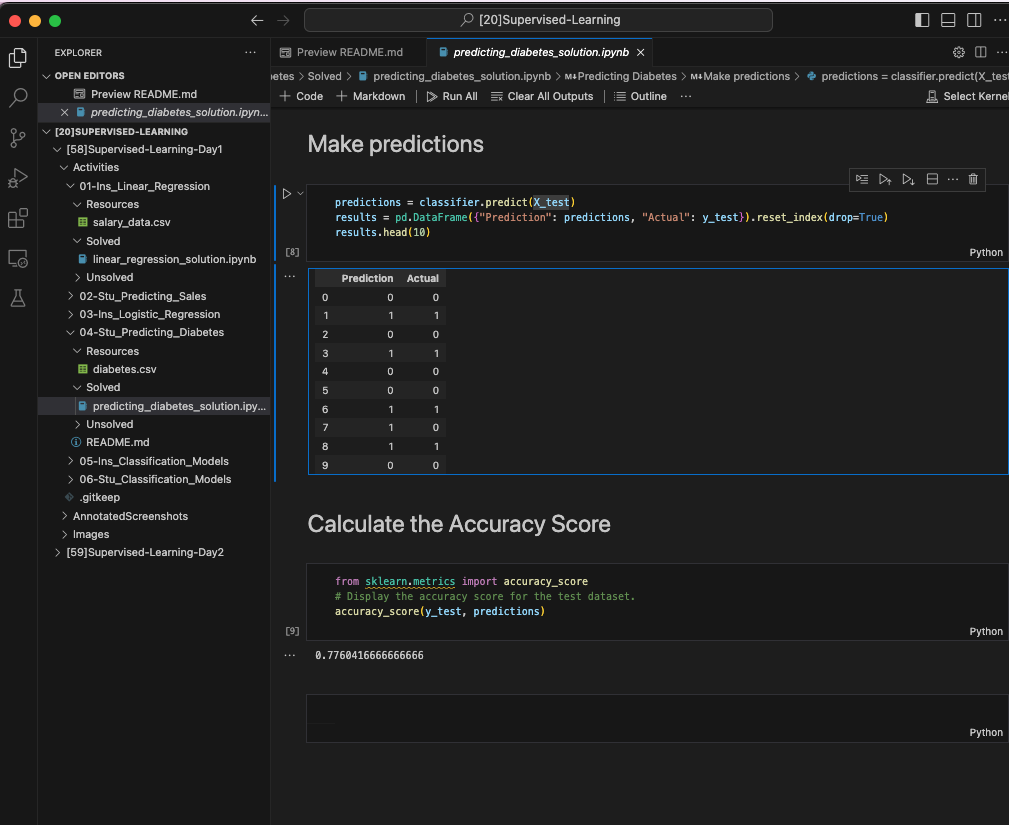 [20]Supervised-Learning
EXPLORER
OPEN EDITORS
Preview README.md
predicting_diabetes_solution.ipyn...
[20]SUPERVISED-LEARNING
[58]Supervised-Learning-Day1
Activities
01-Ins_Linear_Regression
Resources
salary_data.csv
Solved
linear_regression_solution.ipynb
Unsolved
02-Stu_Predicting_Sales
03-Ins_Logistic_Regression
04-Stu_Predicting_Diabetes
Resources
diabetes.csv
Solved
predicting_diabetes_solution.ipy...
Unsolved
README.md
05-Ins_Classification_Models
06-Stu_Classification_Models
.gitkeep
AnnotatedScreenshots
Images
[59]Supervised-Learning-Day2
Preview README.md
predicting_diabetes_solution.ipynb
etes > Solved > predicting_diabetes_solution.ipynb > M↓Predicting Diabetes > M↓Make predictions > predictions = classifier.predict(X_test
+ Code + Markdown Run All Clear All Outputs Outline ... Select Kerne
Make predictions
predictions = classifier.predict(X_test)
results = pd.DataFrame({"Prediction": predictions, "Actual": y_test}).reset_index(drop=True)
results.head(10)
[8]
Python
Prediction Actual
0 0 0
1 1 1
2 0 0
3 1 1
4 0 0
5 0 0
6 1 1
7 1 0
8 1 1
9 0 0
Calculate the Accuracy Score
from sklearn.metrics import accuracy_score
# Display the accuracy score for the test dataset.
accuracy_score(y_test, predictions)
[9]
Python
0.7760416666666666
Python